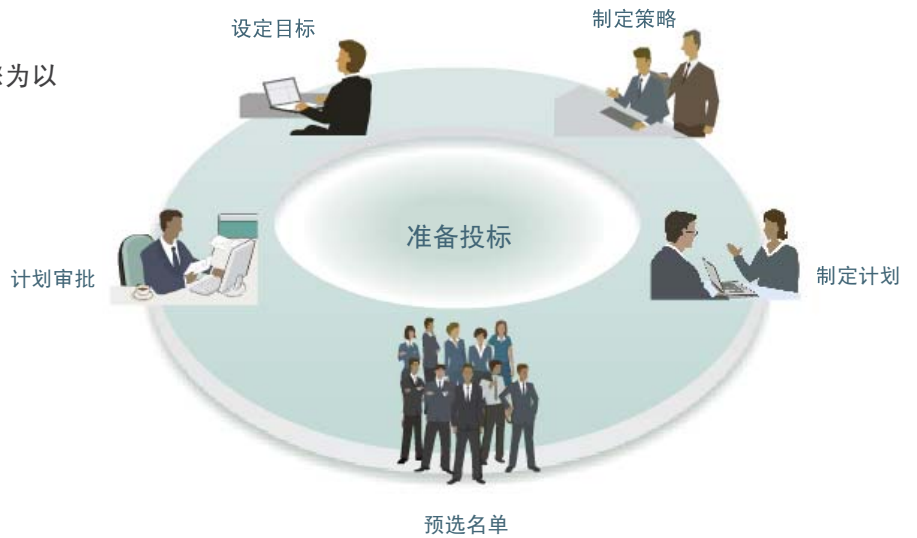 设定目标
制定策略
为以
准备投标
计划审批
制定计划
预选名单